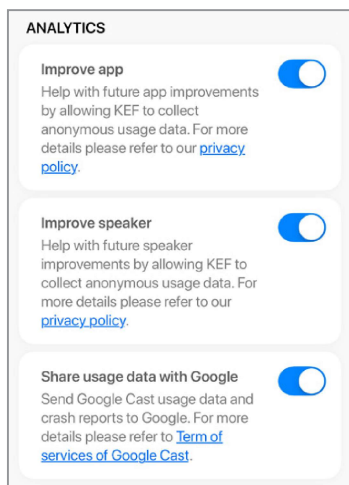 ANALYTICS
Improve app
Help with future app improvements
by allowing KEF to collect
anonymous usage data. For more
details please refer to our privacy
policy.
Improve speaker
Help with future speaker
improvements by allowing KEF to
collect anonymous usage data. For
more details please refer to our
privacy policy.
Share usage data with Google
Send Google Cast usage data and
crash reports to Google. For more
details please refer to Term of
services of Google Cast.